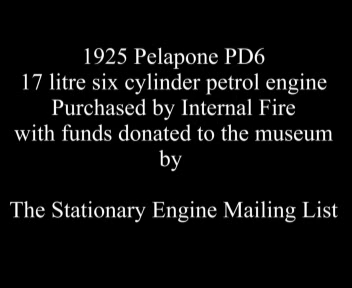 1925 Pelapone PD6
17 litre six cylinder petrol engine
Purchased by Internal Fire
with funds donated to the museum
by
The Stationary Engine Mailing List